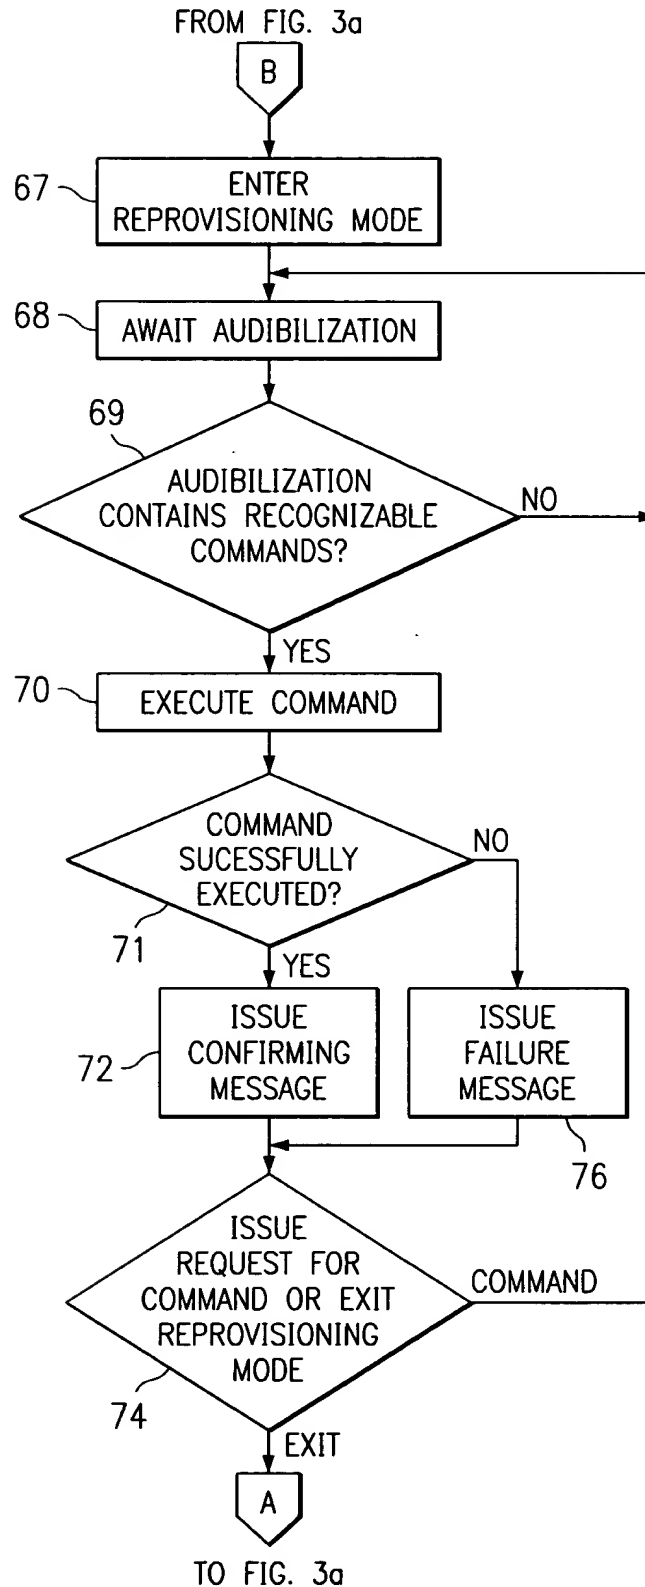 FROM FIG. 3a
B
67
ENTER
REPROVISIONING MODE
68
AWAIT AUDIBILIZATION
69
AUDIBILIZATION
CONTAINS RECOGNIZABLE
COMMANDS?
NO
YES
70
EXECUTE COMMAND
COMMAND
SUCESSFULLY
EXECUTED?
NO
71
YES
ISSUE
CONFIRMING
MESSAGE
72
ISSUE
FAILURE
MESSAGE
76
ISSUE
REQUEST FOR
COMMAND OR EXIT
REPROVISIONING
MODE
COMMAND
74
EXIT
A
TO FIG. 3a